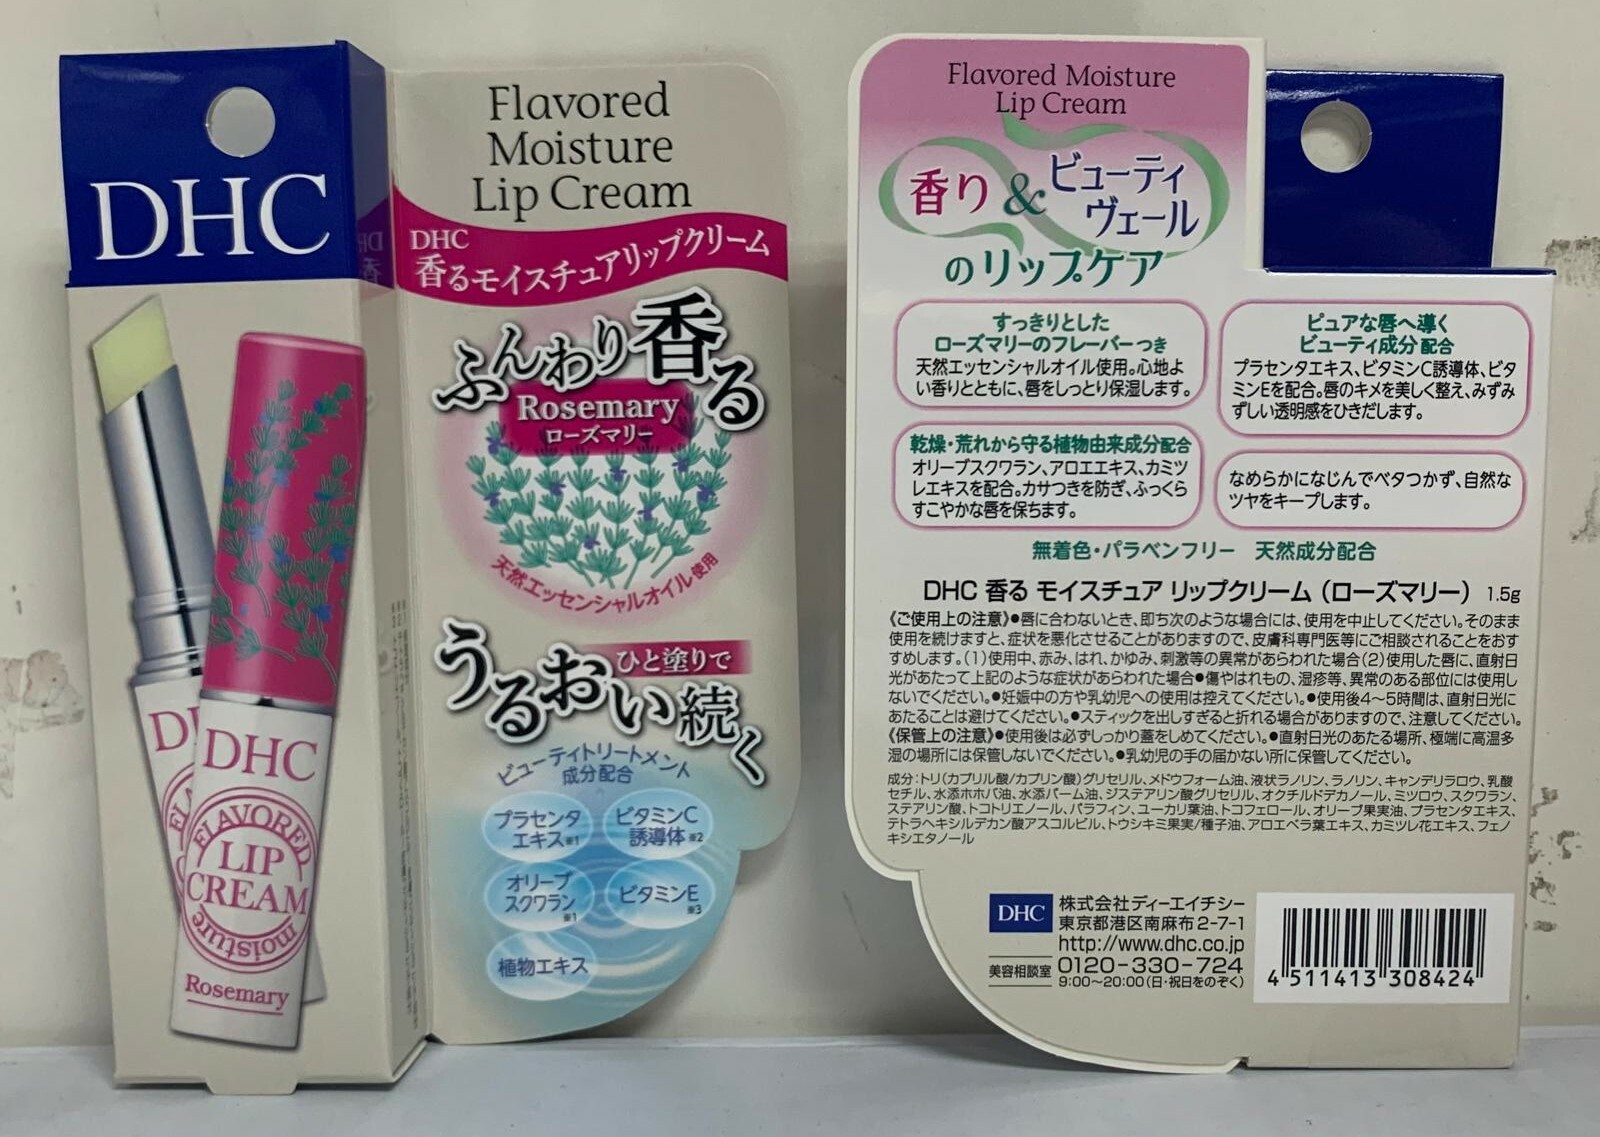 DHC
Flavored
Moisture
Lip Cream
DHC
香るモイスチュアリップクリーム
ふんわり香る
Rosemary
ローズマリー
天然エッセンシャルオイル使用
ひと塗りで
うるおい続く
ビューティトリートメント
成分配合
プラセンタ
エキス※1
ビタミンC
誘導体※2
オリーブ
スクワラン※1
ビタミンE※3
植物エキス
DHC
FLAVORED
LIP
CREAM
moisture
Rosemary
Flavored Moisture
Lip Cream
香り&ビューティ
ヴェール
のリップケア
すっきりとした
ローズマリーのフレーバーつき
天然エッセンシャルオイル使用。心地よ
い香りとともに、唇をしっとり保湿します。
ピュアな唇へ導く
ビューティ成分配合
プラセンタエキス、ビタミンC誘導体、ビタ
ミンEを配合。唇のキメを美しく整え、みずみ
ずしい透明感をひきだします。
乾燥・荒れから守る植物由来成分配合
オリーブスクワラン、アロエエキス、カミツ
レエキスを配合。カサつきを防ぎ、ふっくら
すこやかな唇を保ちます。
なめらかになじんでベタつかず、自然な
ツヤをキープします。
無着色・パラベンフリー 天然成分配合
DHC 香る モイスチュア リップクリーム（ローズマリー） 1.5g
《ご使用上の注意》●唇に合わないとき、即ち次のような場合には、使用を中止してください。そのまま
使用を続けますと、症状を悪化させることがありますので、皮膚科専門医等にご相談されることをおす
すめします。(1)使用中、赤み、はれ、かゆみ、刺激等の異常があらわれた場合(2)使用した唇に、直射日
光があたって上記のような症状があらわれた場合●傷やはれもの、湿疹等、異常のある部位には使用し
ないでください。●妊娠中の方や乳幼児への使用は控えてください。●使用後4〜5時間は、直射日光に
あたることは避けてください。●スティックを出しすぎると折れる場合がありますので、注意してください。
《保管上の注意》●使用後は必ずしっかり蓋をしめてください。●直射日光のあたる場所、極端に高温多
湿の場所には保管しないでください。●乳幼児の手の届かない所に保管してください。
成分：トリ(カプリル酸/カプリン酸)グリセリル、メドウフォーム油、液状ラノリン、ラノリン、キャンデリラロウ、乳酸
セチル、水添ホホバ油、水添パーム油、ジステアリン酸グリセリル、オクチルドデカノール、ミツロウ、スクワラン、
ステアリン酸、トコトリエノール、パラフィン、ユーカリ葉油、トコフェロール、オリーブ果実油、プラセンタエキス、
テトラヘキシルデカン酸アスコルビル、トウシキミ果実/種子油、アロエベラ葉エキス、カミツレ花エキス、フェノ
キシエタノール
DHC 株式会社ディーエイチシー
東京都港区南麻布2-7-1
http://www.dhc.co.jp
美容相談室 0120-330-724
9:00〜20:00(日・祝日をのぞく)
4 511413 308424